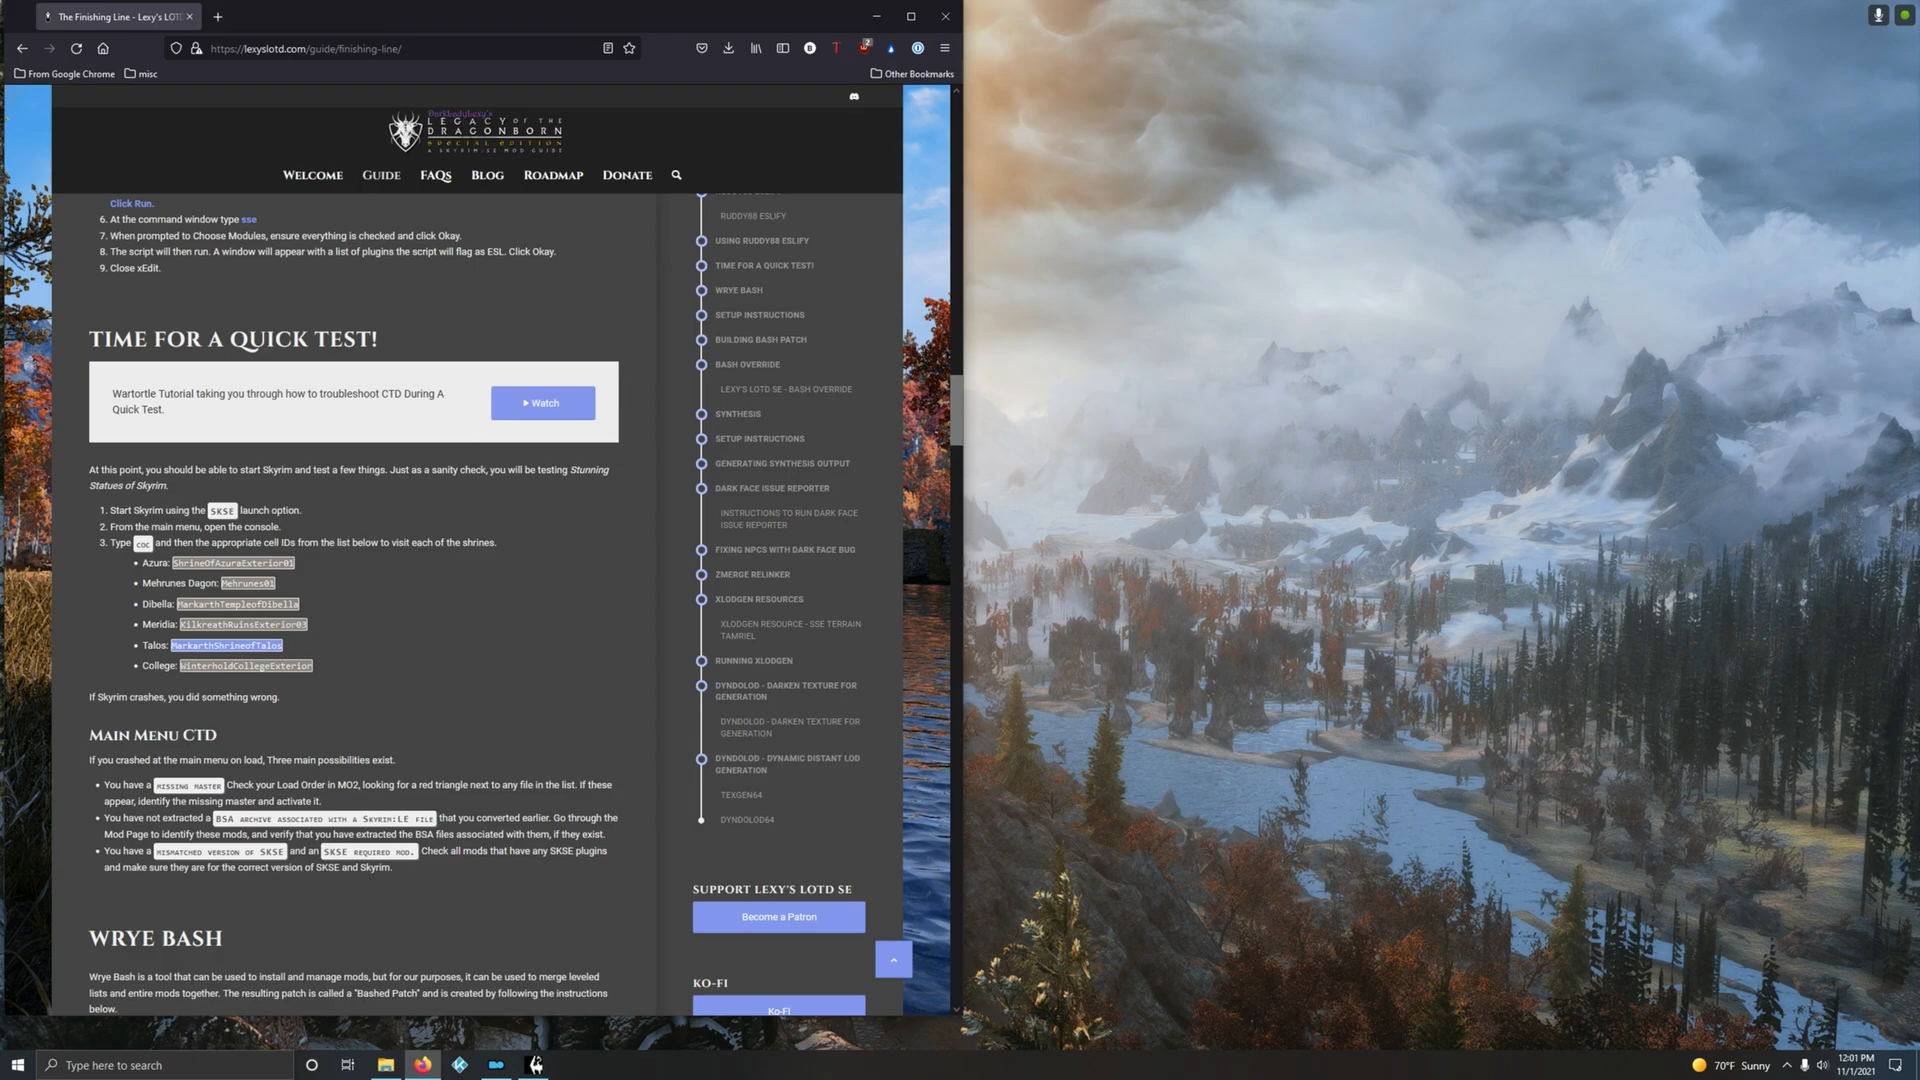 The Finishing Line - Lexy's LOTD
https://lexyslotd.com/guide/finishing-line/
2
From Google Chrome
misc
Other Bookmarks
DarkLadyLexy's
LEGACY OF THE
DRAGONBORN
SPECIAL EDITION
A SKYRIM:SE MOD GUIDE
WELCOME
GUIDE
FAQS
BLOG
ROADMAP
DONATE
Click Run.
6. At the command window type sse
7. When prompted to Choose Modules, ensure everything is checked and click Okay.
8. The script will then run. A window will appear with a list of plugins the script will flag as ESL. Click Okay.
9. Close xEdit.
TIME FOR A QUICK TEST!
Wartortle Tutorial taking you through how to troubleshoot CTD During A
Quick Test.
Watch
At this point, you should be able to start Skyrim and test a few things. Just as a sanity check, you will be testing Stunning
Statues of Skyrim.
1. Start Skyrim using the SKSE launch option.
2. From the main menu, open the console.
3. Type coc and then the appropriate cell IDs from the list below to visit each of the shrines.
• Azura: ShrineOfAzuraExterior01
• Mehrunes Dagon: Mehrunes01
• Dibella: MarkarthTempleofDibella
• Meridia: KilkreathRuinsExterior03
• Talos: MarkarthShrineofTalos
• College: WinterholdCollegeExterior
If Skyrim crashes, you did something wrong.
MAIN MENU CTD
If you crashed at the main menu on load, Three main possibilities exist.
• You have a MISSING MASTER Check your Load Order in MO2, looking for a red triangle next to any file in the list. If these
appear, identify the missing master and activate it.
• You have not extracted a BSA ARCHIVE ASSOCIATED WITH A SKYRIM:LE FILE that you converted earlier. Go through the
Mod Page to identify these mods, and verify that you have extracted the BSA files associated with them, if they exist.
• You have a MISMATCHED VERSION OF SKSE and an SKSE REQUIRED MOD. Check all mods that have any SKSE plugins
and make sure they are for the correct version of SKSE and Skyrim.
WRYE BASH
Wrye Bash is a tool that can be used to install and manage mods, but for our purposes, it can be used to merge leveled
lists and entire mods together. The resulting patch is called a "Bashed Patch" and is created by following the instructions
below.
RUDDY88 ESLIFY
USING RUDDY88 ESLIFY
TIME FOR A QUICK TEST!
WRYE BASH
SETUP INSTRUCTIONS
BUILDING BASH PATCH
BASH OVERRIDE
LEXY'S LOTD SE - BASH OVERRIDE
SYNTHESIS
SETUP INSTRUCTIONS
GENERATING SYNTHESIS OUTPUT
DARK FACE ISSUE REPORTER
INSTRUCTIONS TO RUN DARK FACE
ISSUE REPORTER
FIXING NPCS WITH DARK FACE BUG
ZMERGE RELINKER
XLODGEN RESOURCES
XLODGEN RESOURCE - SSE TERRAIN
TAMRIEL
RUNNING XLODGEN
DYNDOLOD - DARKEN TEXTURE FOR
GENERATION
DYNDOLOD - DARKEN TEXTURE FOR
GENERATION
DYNDOLOD - DYNAMIC DISTANT LOD
GENERATION
TEXGEN64
DYNDOLOD64
SUPPORT LEXY'S LOTD SE
Become a Patron
KO-FI
Ko-Fi
Type here to search
70°F Sunny
12:01 PM
11/1/2021